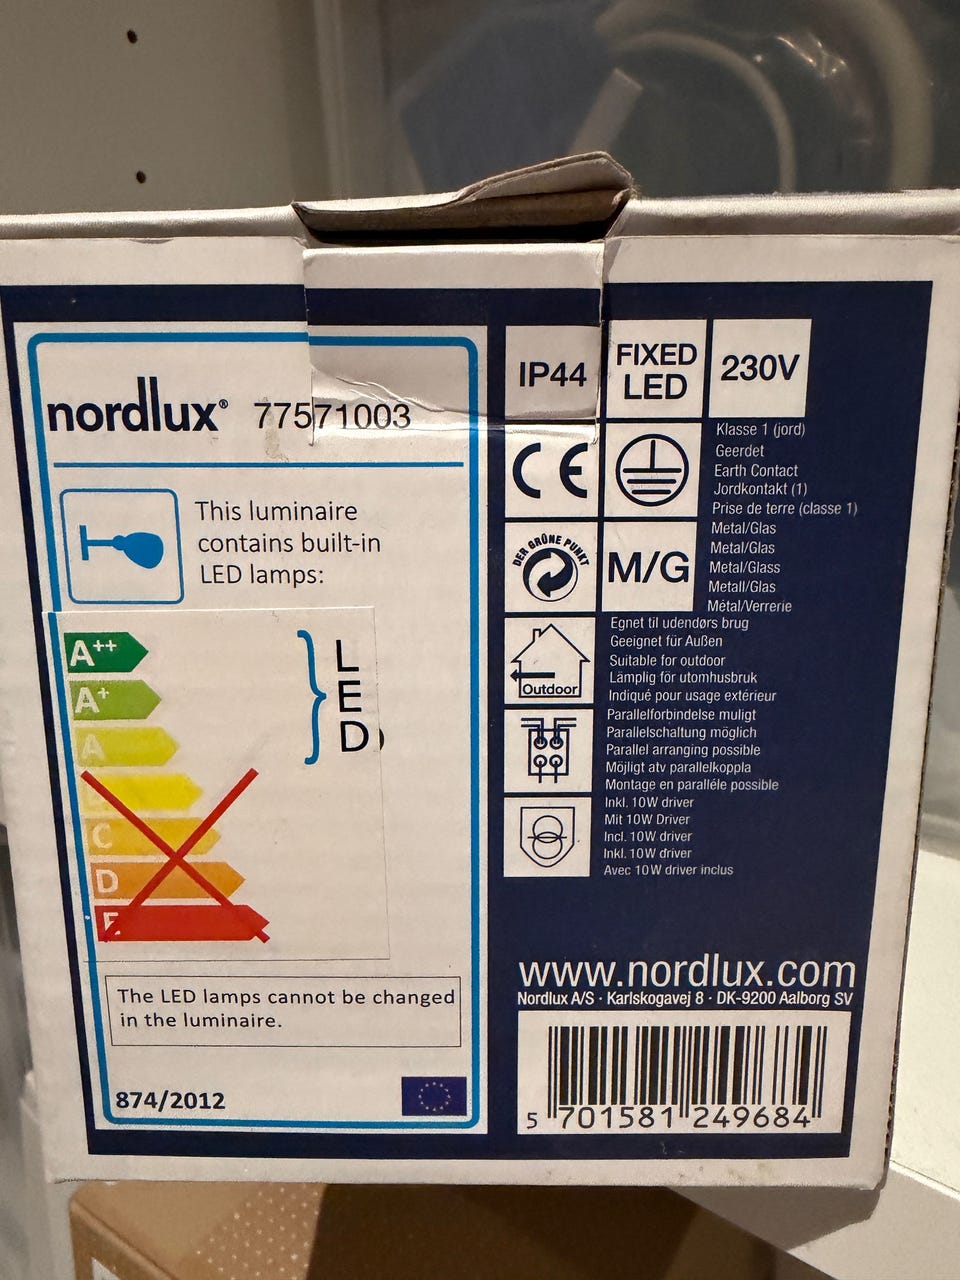 nordlux® 77571003
This luminaire
contains built-in
LED lamps:
A++
A+
A
C
D
E
L
E
D
The LED lamps cannot be changed
in the luminaire.
874/2012
IP44
FIXED
LED
230V
CE
Klasse 1 (jord)
Geerdet
Earth Contact
Jordkontakt (1)
Prise de terre (classe 1)
DER GRÜNE PUNKT
M/G
Metal/Glas
Metal/Glas
Metal/Glass
Metall/Glas
Métal/Verrerie
Outdoor
Egnet til udendørs brug
Geeignet für Außen
Suitable for outdoor
Lämplig för utomhusbruk
Indiqué pour usage extérieur
Parallelforbindelse muligt
Parallelschaltung möglich
Parallel arranging possible
Möjligt atv parallelkoppla
Montage en paralléle possible
Inkl. 10W driver
Mit 10W Driver
Incl. 10W driver
Inkl. 10W driver
Avec 10W driver inclus
www.nordlux.com
Nordlux A/S · Karlskogavej 8 · DK-9200 Aalborg SV
5 701581 249684